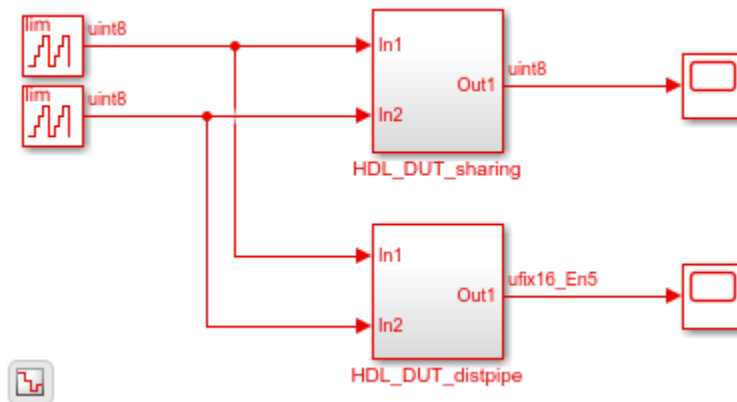 lim
uint8
In1
uint8
Out1
lim
uint8
In2
HDL_DUT_sharing
In1
ufix16_En5
Out1
In2
HDL_DUT_distpipe